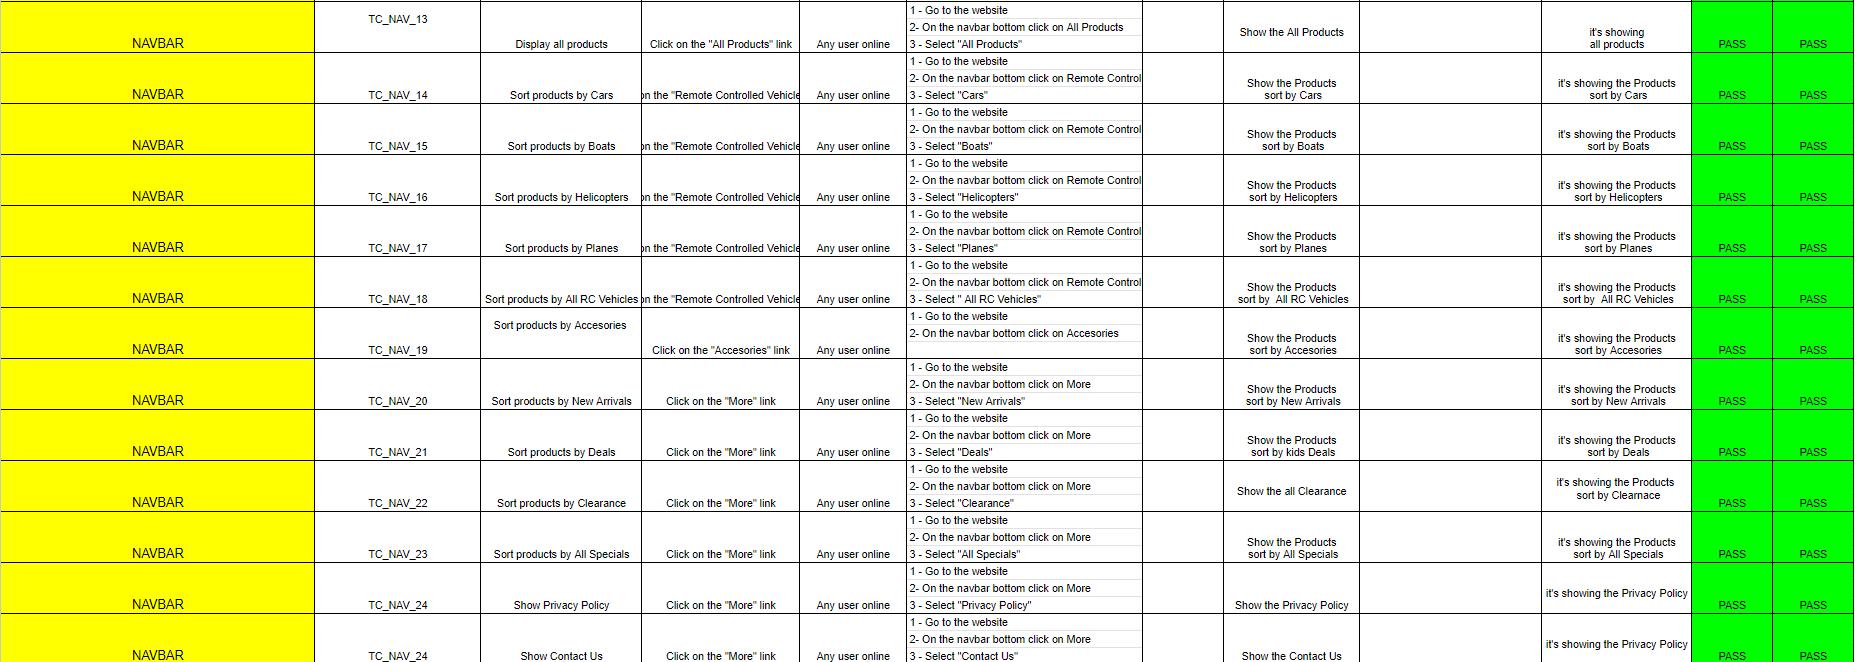 NAVBAR
TC_NAV_13
Display all products
Click on the "All Products" link
Any user online
1 - Go to the website
2- On the navbar bottom click on All Products
3 - Select "All Products"
Show the All Products
it's showing
all products
PASS
PASS
NAVBAR
TC_NAV_14
Sort products by Cars
on the "Remote Controlled Vehicle
Any user online
1 - Go to the website
2- On the navbar bottom click on Remote Control
3 - Select "Cars"
Show the Products
sort by Cars
it's showing the Products
sort by Cars
PASS
PASS
NAVBAR
TC_NAV_15
Sort products by Boats
on the "Remote Controlled Vehicle
Any user online
1 - Go to the website
2- On the navbar bottom click on Remote Control
3 - Select "Boats"
Show the Products
sort by Boats
it's showing the Products
sort by Boats
PASS
PASS
NAVBAR
TC_NAV_16
Sort products by Helicopters
on the "Remote Controlled Vehicle
Any user online
1 - Go to the website
2- On the navbar bottom click on Remote Control
3 - Select "Helicopters"
Show the Products
sort by Helicopters
it's showing the Products
sort by Helicopters
PASS
PASS
NAVBAR
TC_NAV_17
Sort products by Planes
on the "Remote Controlled Vehicle
Any user online
1 - Go to the website
2- On the navbar bottom click on Remote Control
3 - Select "Planes"
Show the Products
sort by Planes
it's showing the Products
sort by Planes
PASS
PASS
NAVBAR
TC_NAV_18
Sort products by All RC Vehicles
on the "Remote Controlled Vehicle
Any user online
1 - Go to the website
2- On the navbar bottom click on Remote Control
3 - Select " All RC Vehicles"
Show the Products
sort by  All RC Vehicles
it's showing the Products
sort by  All RC Vehicles
PASS
PASS
NAVBAR
TC_NAV_19
Sort products by Accesories
Click on the "Accesories" link
Any user online
1 - Go to the website
2- On the navbar bottom click on Accesories
Show the Products
sort by Accesories
it's showing the Products
sort by Accesories
PASS
PASS
NAVBAR
TC_NAV_20
Sort products by New Arrivals
Click on the "More" link
Any user online
1 - Go to the website
2- On the navbar bottom click on More
3 - Select "New Arrivals"
Show the Products
sort by New Arrivals
it's showing the Products
sort by New Arrivals
PASS
PASS
NAVBAR
TC_NAV_21
Sort products by Deals
Click on the "More" link
Any user online
1 - Go to the website
2- On the navbar bottom click on More
3 - Select "Deals"
Show the Products
sort by kids Deals
it's showing the Products
sort by Deals
PASS
PASS
NAVBAR
TC_NAV_22
Sort products by Clearance
Click on the "More" link
Any user online
1 - Go to the website
2- On the navbar bottom click on More
3 - Select "Clearance"
Show the all Clearance
it's showing the Products
sort by Clearnace
PASS
PASS
NAVBAR
TC_NAV_23
Sort products by All Specials
Click on the "More" link
Any user online
1 - Go to the website
2- On the navbar bottom click on More
3 - Select "All Specials"
Show the Products
sort by All Specials
it's showing the Products
sort by All Specials
PASS
PASS
NAVBAR
TC_NAV_24
Show Privacy Policy
Click on the "More" link
Any user online
1 - Go to the website
2- On the navbar bottom click on More
3 - Select "Privacy Policy"
Show the Privacy Policy
it's showing the Privacy Policy
PASS
PASS
NAVBAR
TC_NAV_24
Show Contact Us
Click on the "More" link
Any user online
1 - Go to the website
2- On the navbar bottom click on More
3 - Select "Contact Us"
Show the Contact Us
it's showing the Privacy Policy
PASS
PASS